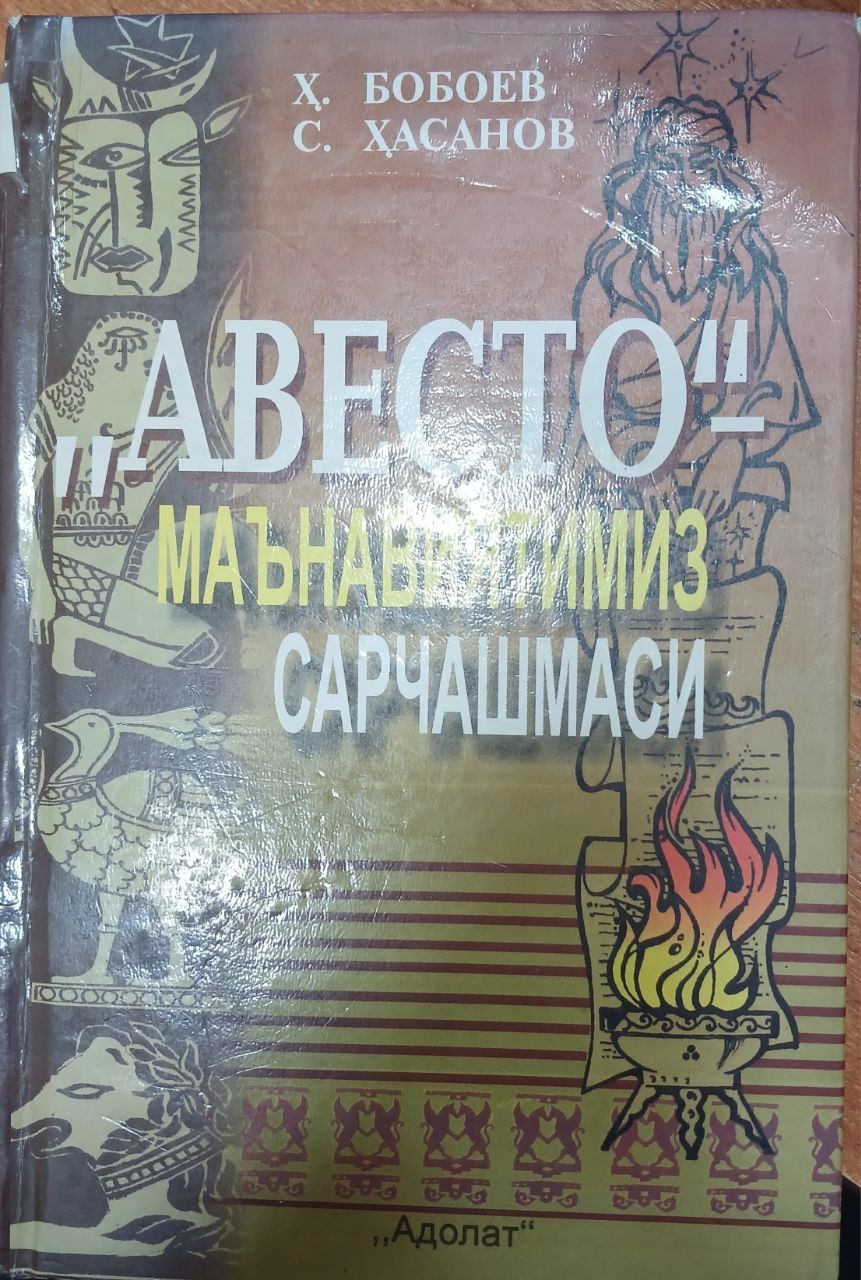 Ҳ. БОБОЕВ
С. ҲАСАНОВ
„АВЕСТО“-
МАЪНАВИЯТИМИЗ
САРЧАШМАСИ
„Адолат“